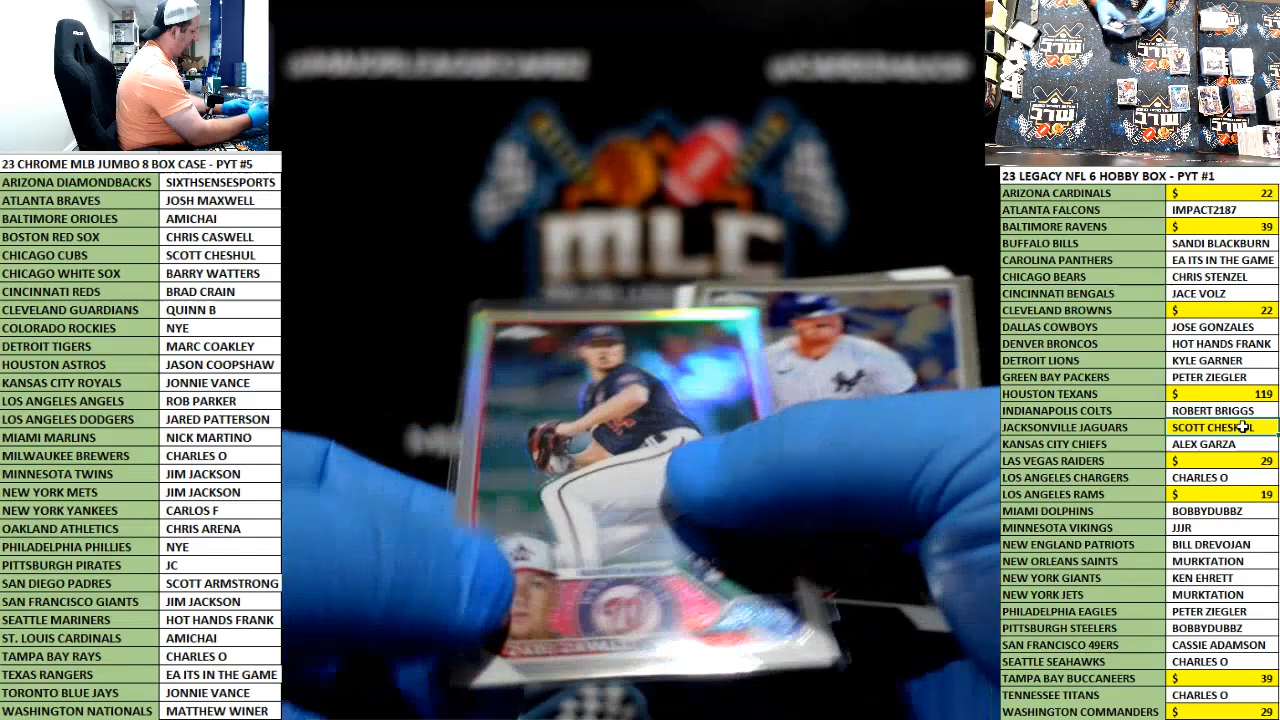 23 CHROME MLB JUMBO 8 BOX CASE - PYT #5
ARIZONA DIAMONDBACKS SIXTHSENSESPORTS
ATLANTA BRAVES JOSH MAXWELL
BALTIMORE ORIOLES AMICHAI
BOSTON RED SOX CHRIS CASWELL
CHICAGO CUBS SCOTT CHESHUL
CHICAGO WHITE SOX BARRY WATTERS
CINCINNATI REDS BRAD CRAIN
CLEVELAND GUARDIANS QUINN B
COLORADO ROCKIES NYE
DETROIT TIGERS MARC COAKLEY
HOUSTON ASTROS JASON COOPSHAW
KANSAS CITY ROYALS JONNIE VANCE
LOS ANGELES ANGELS ROB PARKER
LOS ANGELES DODGERS JARED PATTERSON
MIAMI MARLINS NICK MARTINO
MILWAUKEE BREWERS CHARLES O
MINNESOTA TWINS JIM JACKSON
NEW YORK METS JIM JACKSON
NEW YORK YANKEES CARLOS F
OAKLAND ATHLETICS CHRIS ARENA
PHILADELPHIA PHILLIES NYE
PITTSBURGH PIRATES JC
SAN DIEGO PADRES SCOTT ARMSTRONG
SAN FRANCISCO GIANTS JIM JACKSON
SEATTLE MARINERS HOT HANDS FRANK
ST. LOUIS CARDINALS AMICHAI
TAMPA BAY RAYS CHARLES O
TEXAS RANGERS EA ITS IN THE GAME
TORONTO BLUE JAYS JONNIE VANCE
WASHINGTON NATIONALS MATTHEW WINER
MLC
23 LEGACY NFL 6 HOBBY BOX - PYT #1
ARIZONA CARDINALS $ 22
ATLANTA FALCONS IMPACT2187
BALTIMORE RAVENS $ 39
BUFFALO BILLS SANDI BLACKBURN
CAROLINA PANTHERS EA ITS IN THE GAME
CHICAGO BEARS CHRIS STENZEL
CINCINNATI BENGALS JACE VOLZ
CLEVELAND BROWNS $ 22
DALLAS COWBOYS JOSE GONZALES
DENVER BRONCOS HOT HANDS FRANK
DETROIT LIONS KYLE GARNER
GREEN BAY PACKERS PETER ZIEGLER
HOUSTON TEXANS $ 119
INDIANAPOLIS COLTS ROBERT BRIGGS
JACKSONVILLE JAGUARS SCOTT CHESHUL
KANSAS CITY CHIEFS ALEX GARZA
LAS VEGAS RAIDERS $ 29
LOS ANGELES CHARGERS CHARLES O
LOS ANGELES RAMS $ 19
MIAMI DOLPHINS BOBBYDUBBZ
MINNESOTA VIKINGS JJJR
NEW ENGLAND PATRIOTS BILL DREVOJAN
NEW ORLEANS SAINTS MURKTATION
NEW YORK GIANTS KEN EHRETT
NEW YORK JETS MURKTATION
PHILADELPHIA EAGLES PETER ZIEGLER
PITTSBURGH STEELERS BOBBYDUBBZ
SAN FRANCISCO 49ERS CASSIE ADAMSON
SEATTLE SEAHAWKS CHARLES O
TAMPA BAY BUCCANEERS $ 39
TENNESSEE TITANS CHARLES O
WASHINGTON COMMANDERS $ 29